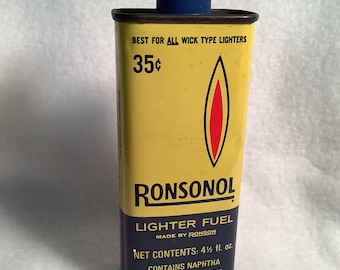 BEST FOR ALL WICK TYPE LIGHTERS
35¢
RONSONOL
LIGHTER FUEL
MADE BY RONSON
NET CONTENTS: 4½ fl. oz.
CONTAINS NAPHTHA